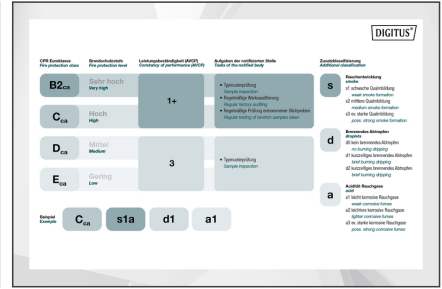 DIGITUS®
CPR Euroklasse
Fire protection class
Brandschutzstufe
Fire protection level
Leistungsbeständigkeit (AVCP)
Constancy of performance (AVCP)
Aufgaben der notifizierten Stelle
Tasks of the notified body
Zusatzklassifizierung
Additional classification
B2ca
Sehr hoch
Very high
Cca
Hoch
High
1+
• Typmusterprüfung
Sample inspection
• Regelmäßige Werksauditierung
Regular factory auditing
• Regelmäßige Prüfung entnommener Stichproben
Regular testing of random samples taken
Dca
Mittel
Medium
Eca
Gering
Low
3
• Typmusterprüfung
Sample inspection
s
Rauchentwicklung
smoke
s1 schwache Qualmbildung
weak smoke formation
s2 mittlere Qualmbildung
medium smoke formation
s3 ev. starke Qualmbildung
poss. strong smoke formation
d
Brennendes Abtropfen
droplets
d0 kein brennendes Abtropfen
no burning dripping
d1 kurzzeitiges brennendes Abtropfen
brief burning dripping
d2 kurzzeitiges brennendes Abtropfen
brief burning dripping
a
Acidität Rauchgase
acid
a1 leicht korrosive Rauchgase
weak corrosive fumes
a2 leichtere korrosive Rauchgase
lighter corrosive fumes
a3 ev. starke korrosive Rauchgase
poss. strong corrosive fumes
Beispiel
Example
Cca
s1a
d1
a1